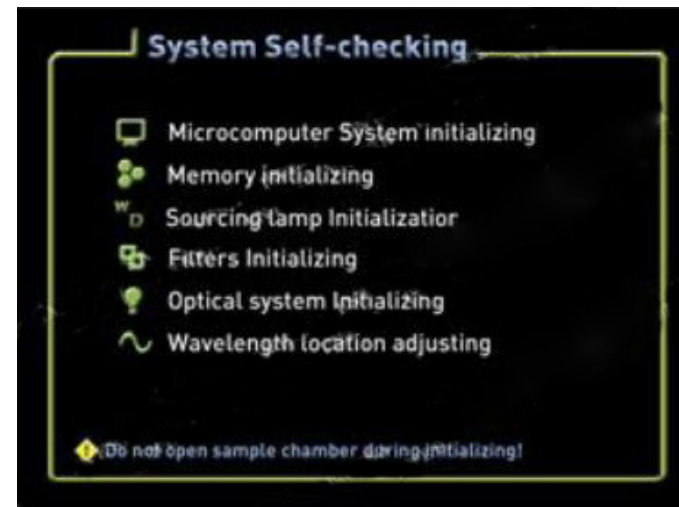 System Self-checking
Microcomputer System initializing
Memory initializing
W D
Sourcing lamp Initialization
Filters Initializing
Optical system Initializing
Wavelength location adjusting
Do not open sample chamber during initializing!